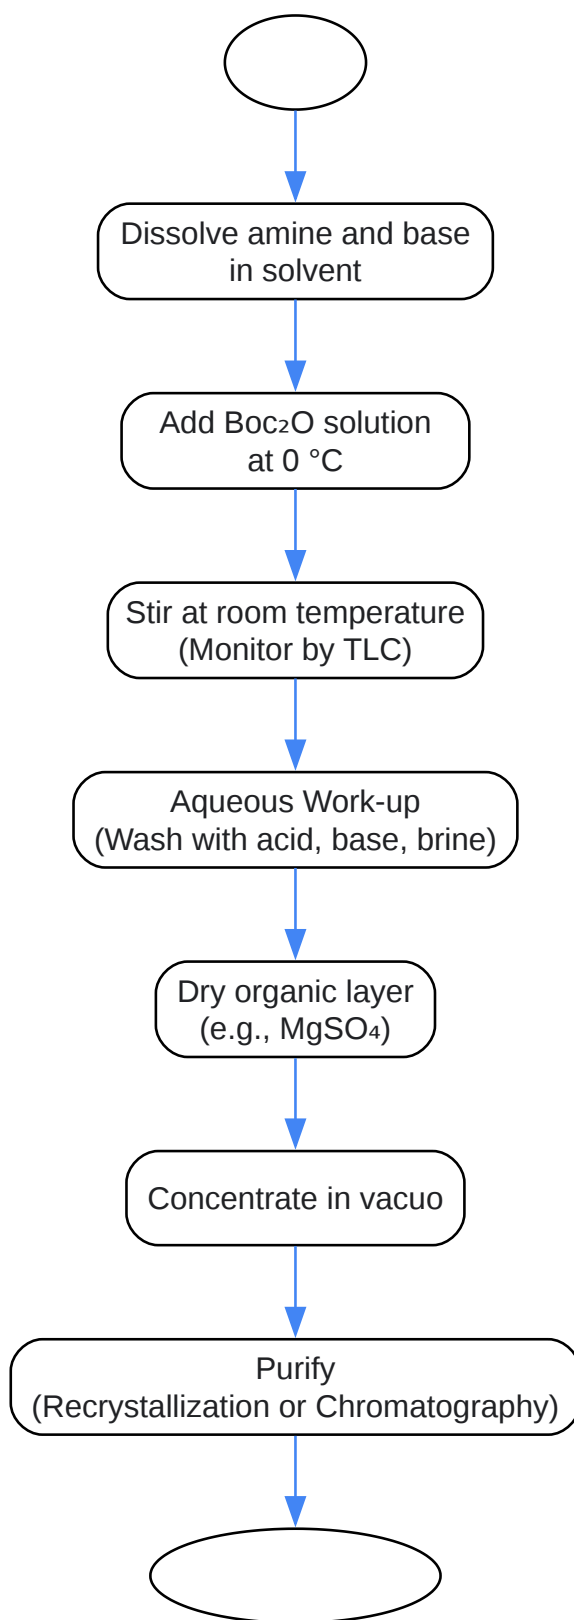 Dissolve amine and base
in solvent
Add Boc₂O solution
at 0 °C
Stir at room temperature
(Monitor by TLC)
Aqueous Work-up
(Wash with acid, base, brine)
Dry organic layer
(e.g., MgSO₄)
Concentrate in vacuo
Purify
(Recrystallization or Chromatography)